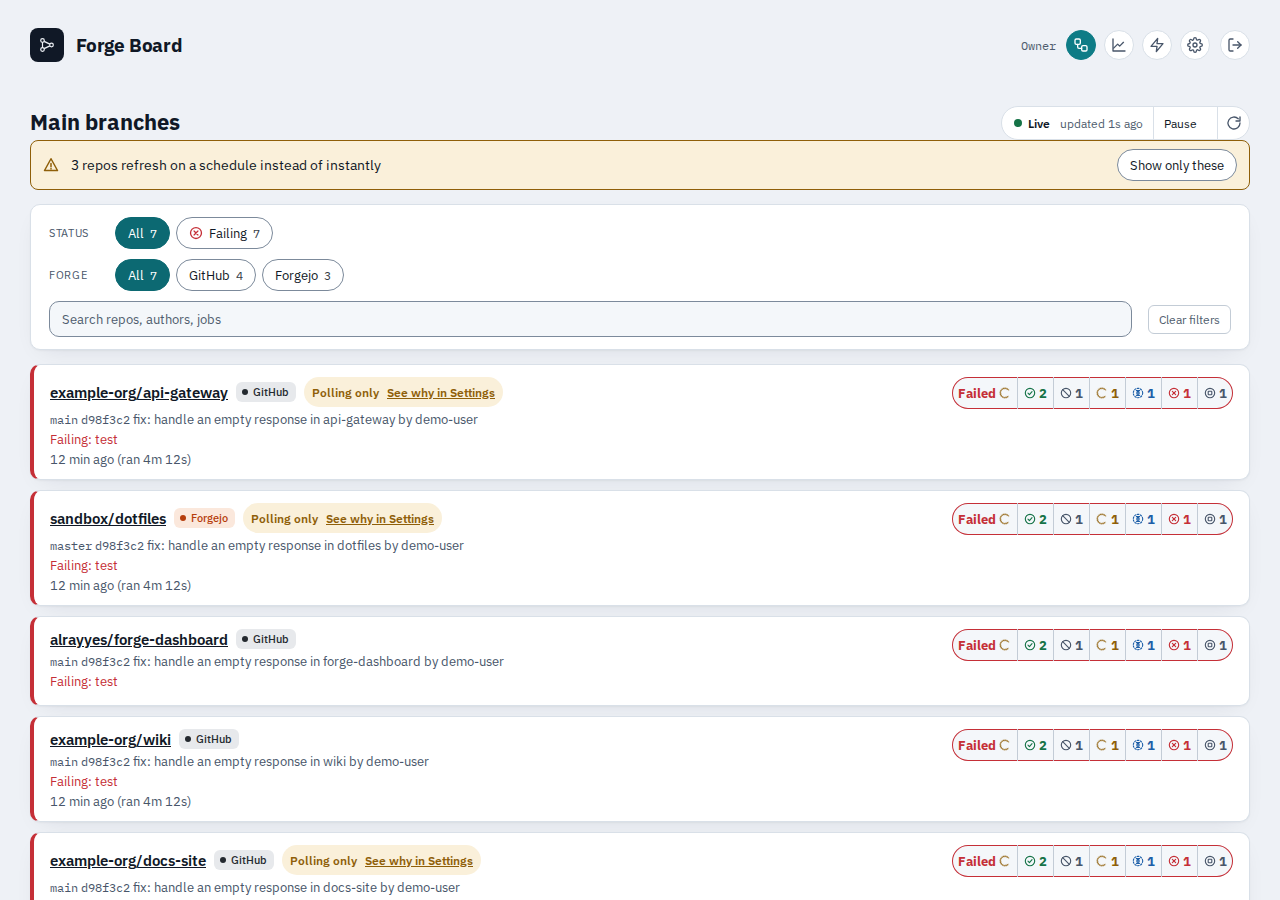 Forge Board
Owner
Main branches
Live updated 1s ago Pause
3 repos refresh on a schedule instead of instantly
Show only these
STATUS All 7 Failing 7
FORGE All 7 GitHub 4 Forgejo 3
Search repos, authors, jobs Clear filters
example-org/api-gateway GitHub Polling only See why in Settings Failed 2 1 1 1 1 1
main d98f3c2 fix: handle an empty response in api-gateway by demo-user
Failing: test
12 min ago (ran 4m 12s)
sandbox/dotfiles Forgejo Polling only See why in Settings Failed 2 1 1 1 1 1
master d98f3c2 fix: handle an empty response in dotfiles by demo-user
Failing: test
12 min ago (ran 4m 12s)
alrayyes/forge-dashboard GitHub Failed 2 1 1 1 1 1
main d98f3c2 fix: handle an empty response in forge-dashboard by demo-user
Failing: test
example-org/wiki GitHub Failed 2 1 1 1 1 1
main d98f3c2 fix: handle an empty response in wiki by demo-user
Failing: test
12 min ago (ran 4m 12s)
example-org/docs-site GitHub Polling only See why in Settings Failed 2 1 1 1 1 1
main d98f3c2 fix: handle an empty response in docs-site by demo-user